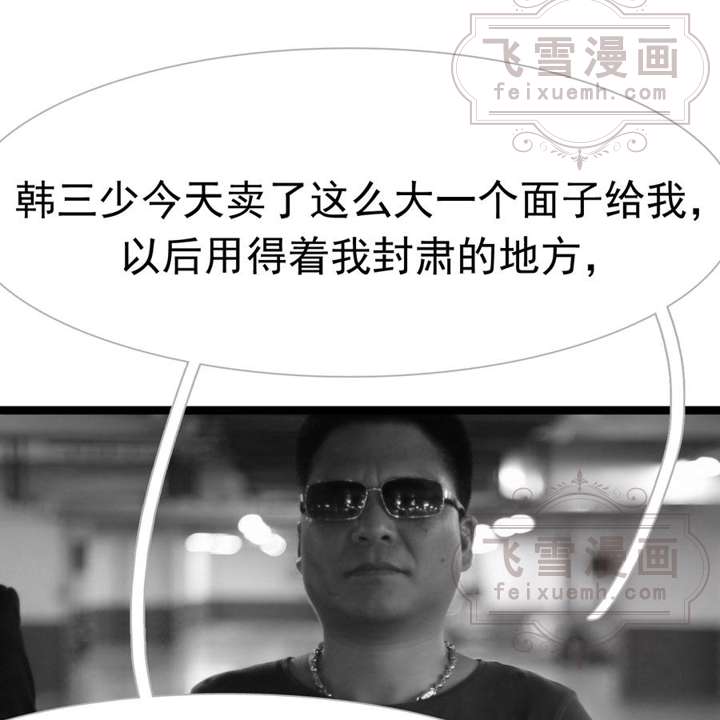 飞雪漫画
feixuemh.com
韩三少今天卖了这么大一个面子给我，
以后用得着我封肃的地方，
飞雪漫画
feixuemh.com